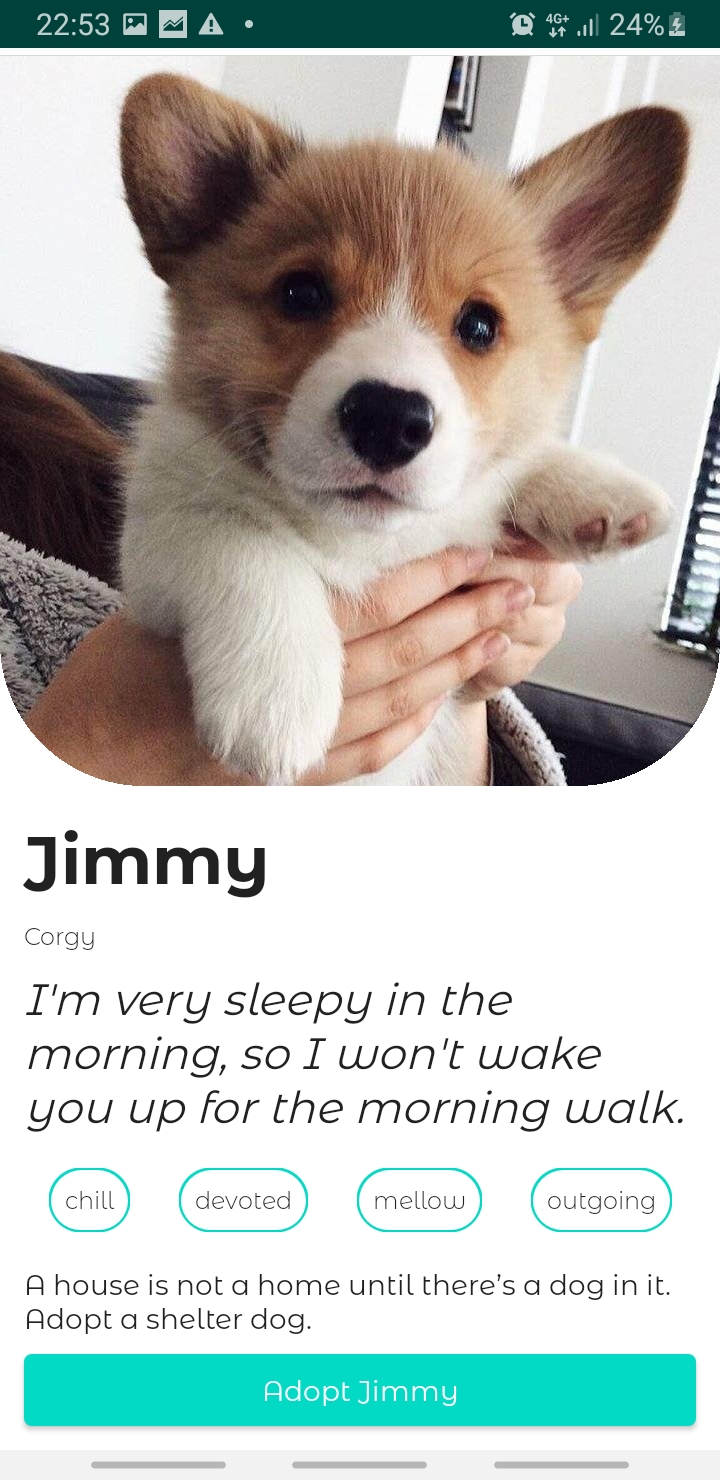 22:53 4G+ 24%
Jimmy
Corgy
I'm very sleepy in the
morning, so I won't wake
you up for the morning walk.
chill devoted mellow outgoing
A house is not a home until there’s a dog in it.
Adopt a shelter dog.
Adopt Jimmy